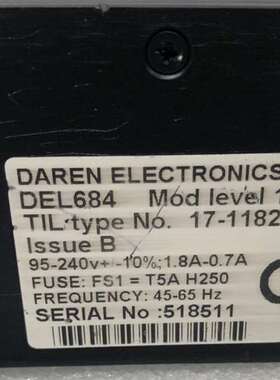 DAREN ELECTRONICS
DEL684 Mod level 1
TIL type No. 17-1182
Issue B
95-240v+ -10%; 1.8A-0.7A
FUSE: FS1 = T5A H250
FREQUENCY: 45-65 Hz
SERIAL No :518511